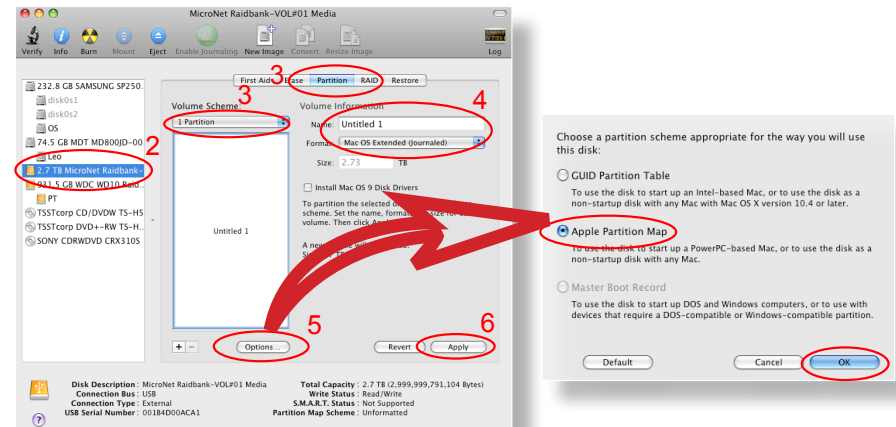 MicroNet Raidbank-VOL#01 Media
Verify Info Burn Mount Eject Enable Journaling New Image Convert Resize Image Log
First Aid Erase Partition RAID Restore
3
232.8 GB SAMSUNG SP250.
disk0s1
disk0s2
OS
74.5 GB MDT MD800JD-00
Leo
2
2.7 TB MicroNet Raidbank-
931.5 GB WDC WD10 Raid..
PT
TSSTcorp CD/DVDW TS-H5
TSSTcorp DVD+-RW TS-H..
SONY CDRWDVD CRX310S
Volume Scheme:
3
1 Partition
Untitled 1
Volume Information
4
Name: Untitled 1
Format: Mac OS Extended (Journaled)
Size: 2.73 TB
Install Mac OS 9 Disk Drivers
To partition the selected
scheme. Set the name, format
volume. Then click
A new
5
6
+ -
Options...
Revert
Apply
Disk Description : MicroNet Raidbank-VOL#01 Media
Connection Bus : USB
Connection Type : External
USB Serial Number : 001B4D00ACA1
Total Capacity : 2.7 TB (2,999,999,791,104 Bytes)
Write Status : Read/Write
S.M.A.R.T. Status : Not Supported
Partition Map Scheme : Unformatted
?
Choose a partition scheme appropriate for the way you will use
this disk:
GUID Partition Table
To use the disk to start up an Intel-based Mac, or to use the disk as a
non-startup disk with any Mac with Mac OS X version 10.4 or later.
Apple Partition Map
To use the disk to start up a PowerPC-based Mac, or to use the disk as a
non-startup disk with any Mac.
Master Boot Record
To use the disk to start up DOS and Windows computers, or to use with
devices that require a DOS-compatible or Windows-compatible partition.
Default
Cancel
OK